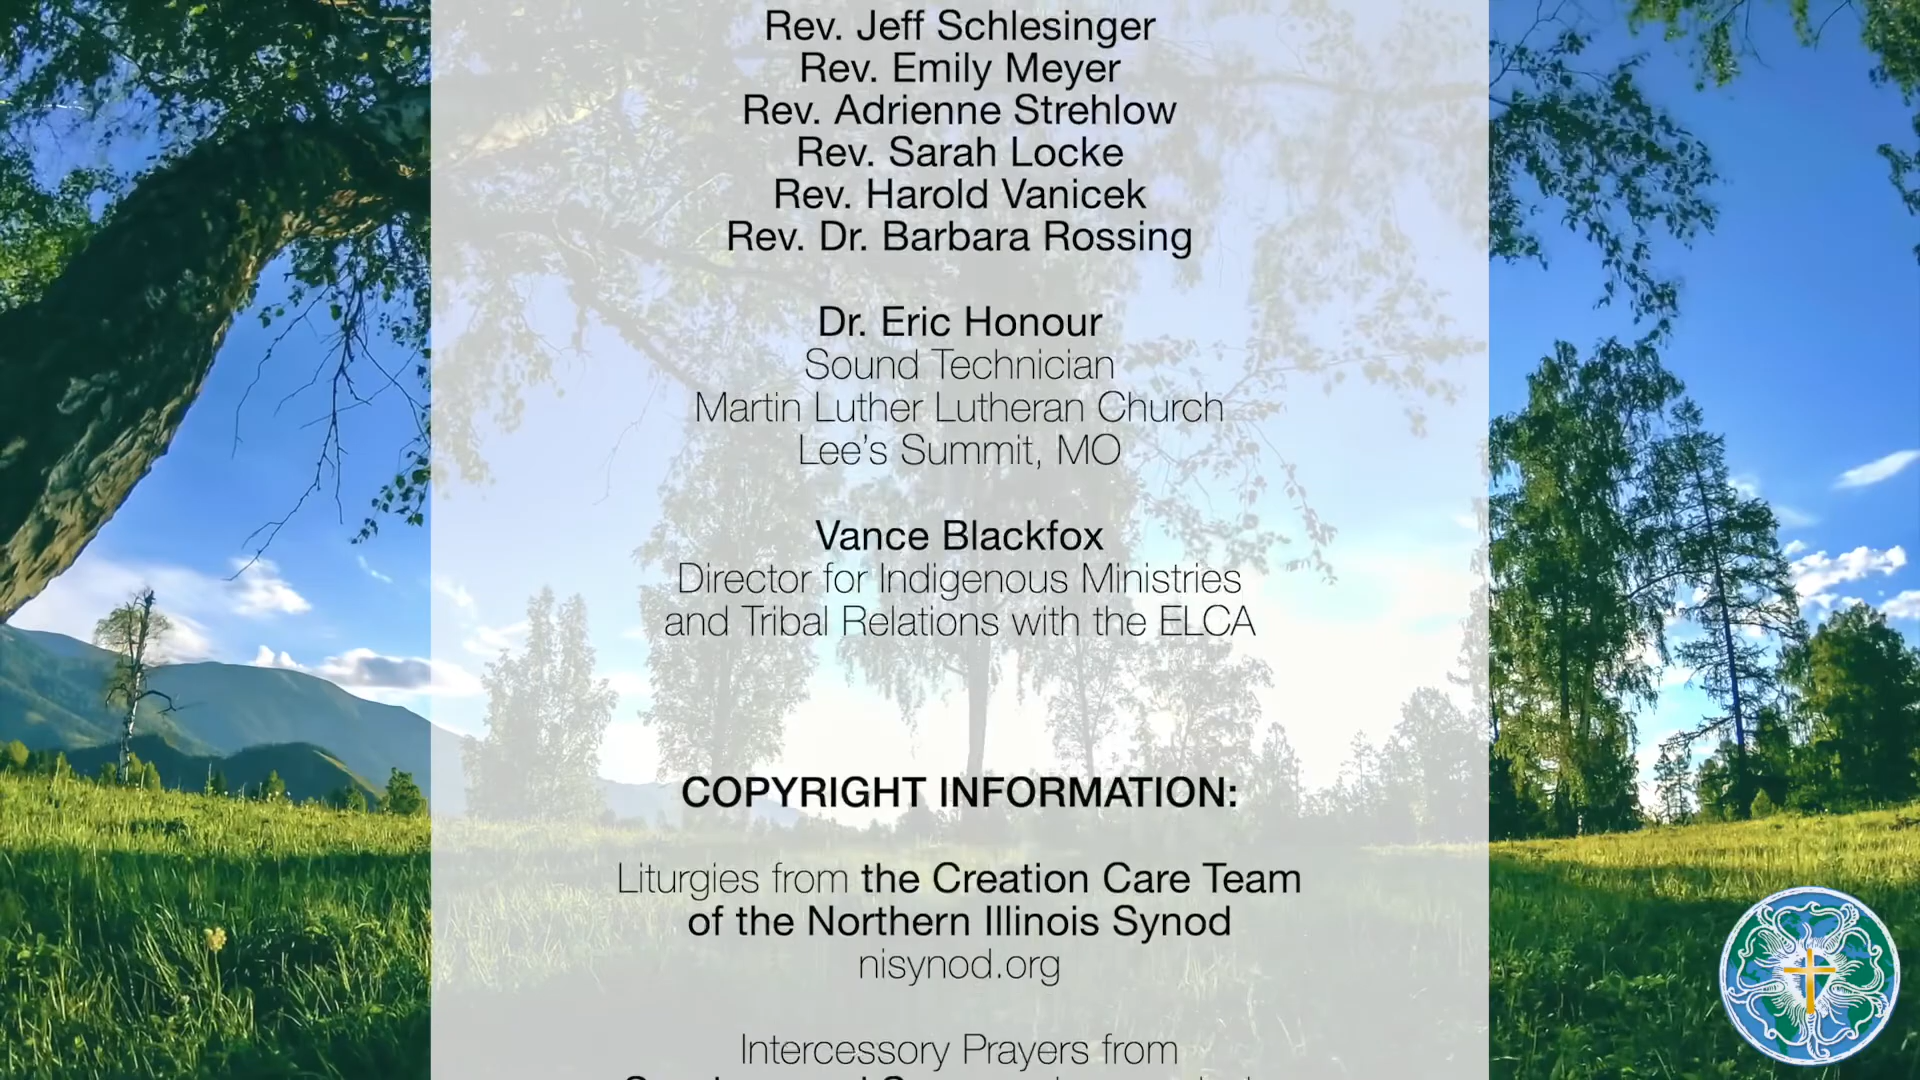 Rev. Jeff Schlesinger
Rev. Emily Meyer
Rev. Adrienne Strehlow
Rev. Sarah Locke
Rev. Harold Vanicek
Rev. Dr. Barbara Rossing
Dr. Eric Honour
Sound Technician
Martin Luther Lutheran Church
Lee’s Summit, MO
Vance Blackfox
Director for Indigenous Ministries
and Tribal Relations with the ELCA
COPYRIGHT INFORMATION:
Liturgies from the Creation Care Team
of the Northern Illinois Synod
nisynod.org
Intercessory Prayers from